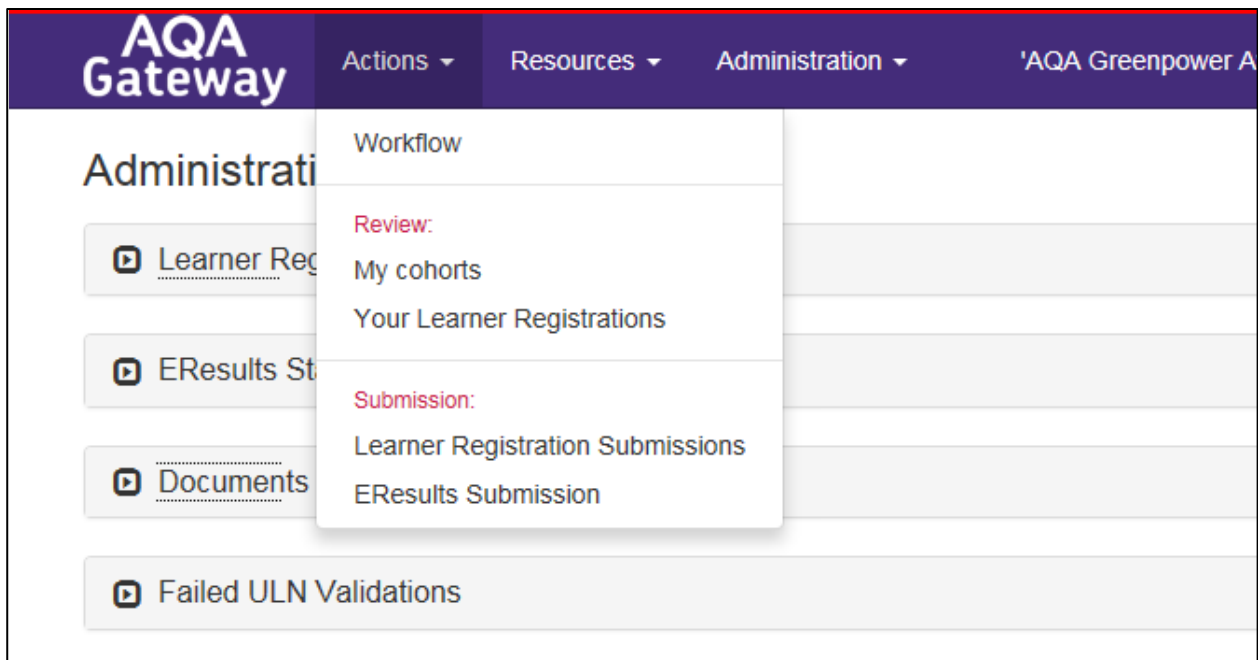 AQA
Gateway
Actions
Resources
Administration
'AQA Greenpower A
Workflow
Administrati
Review:
My cohorts
Your Learner Registrations
Submission:
Learner Registration Submissions
EResults Submission
Learner Reg
EResults St
Documents
Failed ULN Validations